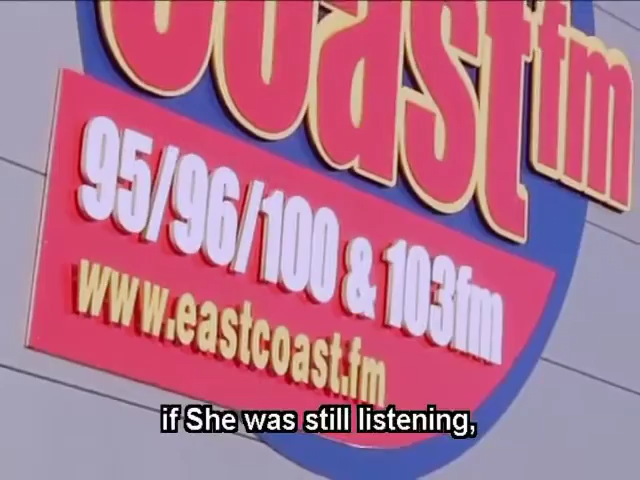 coast fm
95/96/100 & 103fm
www.eastcoast.fm
if She was still listening,